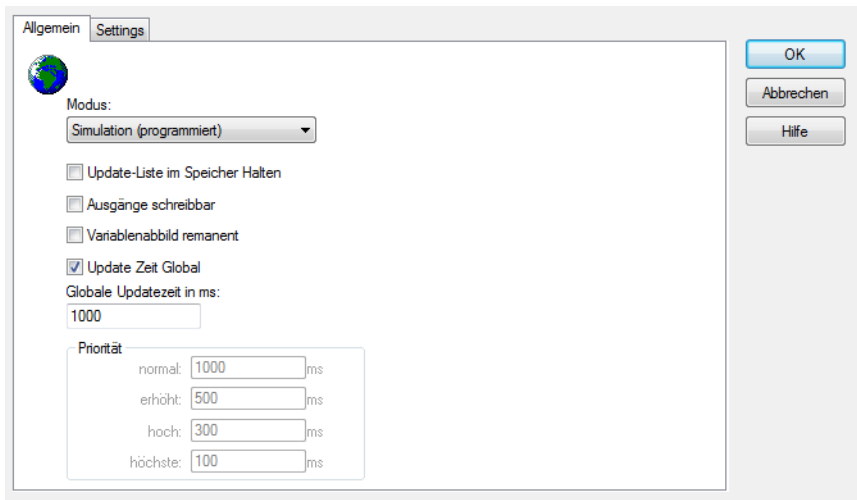 Allgemein Settings
OK
Abbrechen
Hilfe
Modus:
Simulation (programmiert)
Update-Liste im Speicher Halten
Ausgänge schreibbar
Variablenabbild remanent
Update Zeit Global
Globale Updatezeit in ms:
1000
Priorität
normal: 1000 ms
erhöht: 500 ms
hoch: 300 ms
höchste: 100 ms